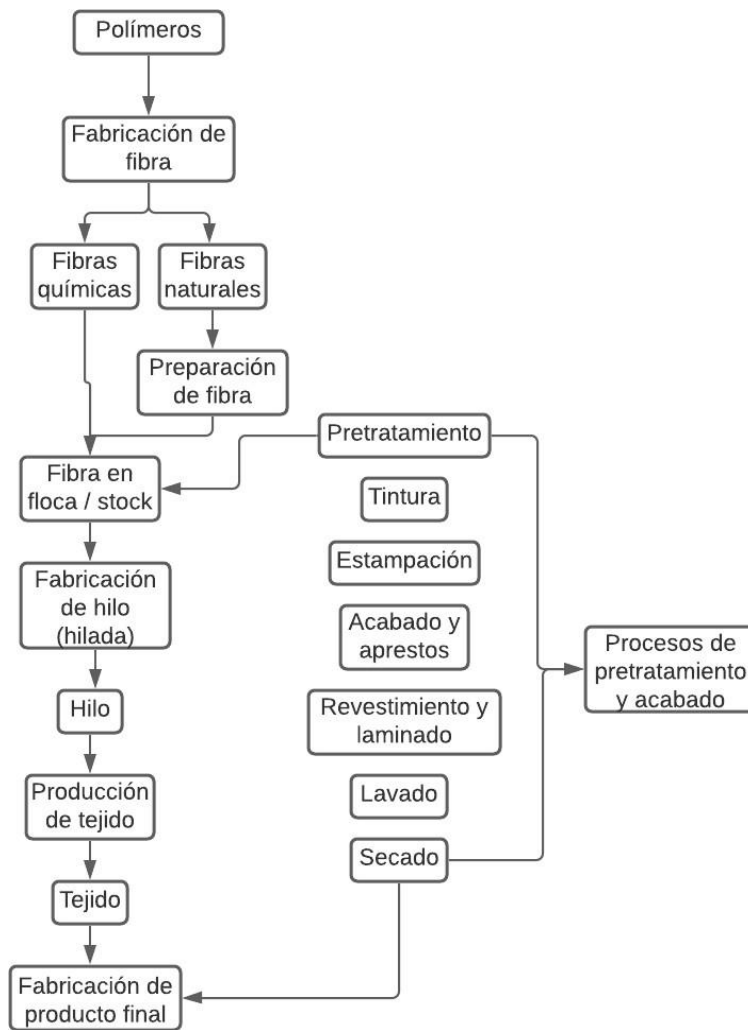 Polímeros
Fabricación de
fibra
Fibras
químicas
Fibras
naturales
Preparación
de fibra
Pretratamiento
Fibra en
floca / stock
Tintura
Estampación
Fabricación
de hilo
(hilada)
Acabado y
aprestos
Procesos de
pretratamiento
y acabado
Hilo
Revestimiento y
laminado
Producción
de tejido
Lavado
Secado
Tejido
Fabricación de
producto final